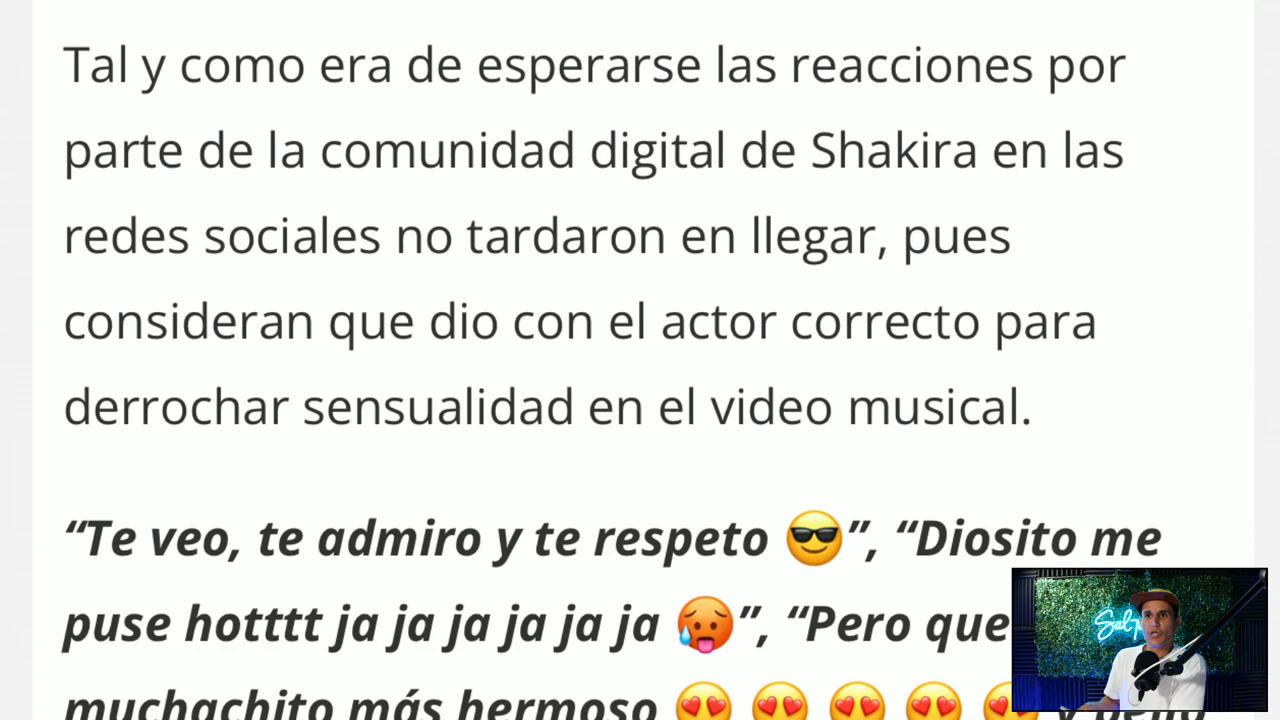 Tal y como era de esperarse las reacciones por
parte de la comunidad digital de Shakira en las
redes sociales no tardaron en llegar, pues
consideran que dio con el actor correcto para
derrochar sensualidad en el video musical.
“Te veo, te admiro y te respeto 😎”, “Diosito me
puse hotttt ja ja ja ja ja ja 🥵”, “Pero que
muchachito más hermoso 😍😍😍😍😍